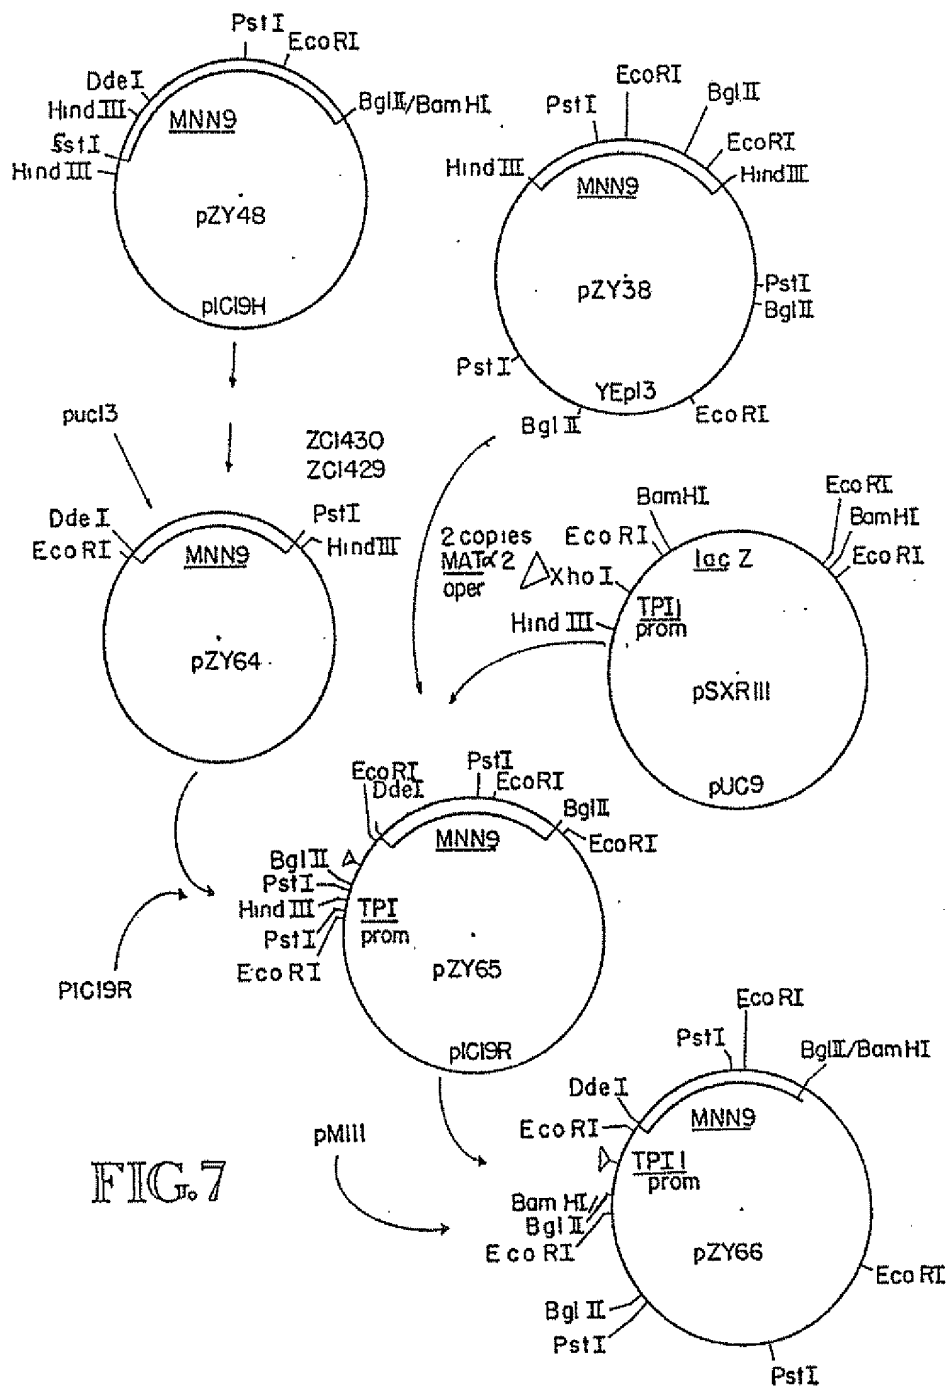 PstI
EcoRI
DdeI
HindIII
SstI
HindIII
BglII/BamHI
MNN9
pZY48
pIC19H
EcoRI
PstI
BglII
EcoRI
HindIII
HindIII
MNN9
pZY38
PstI
BglII
PstI
YEp13
BglII
EcoRI
puc13
ZC1430
ZC1429
DdeI
EcoRI
PstI
HindIII
MNN9
pZY64
2 copies
MATα2
oper
BamHI
EcoRI
XhoI
HindIII
EcoRI
BamHI
EcoRI
lac Z
TPI1
prom
pSXR111
pUC9
EcoRI
DdeI
PstI
EcoRI
BglII
EcoRI
MNN9
BglII
PstI
HindIII
PstI
EcoRI
TPI
prom
pZY65
pIC19R
PIC19R
pM111
EcoRI
PstI
BglII/BamHI
DdeI
EcoRI
MNN9
TPI1
prom
BamHI
BglII
EcoRI
pZY66
EcoRI
BglII
PstI
PstI
FIG. 7